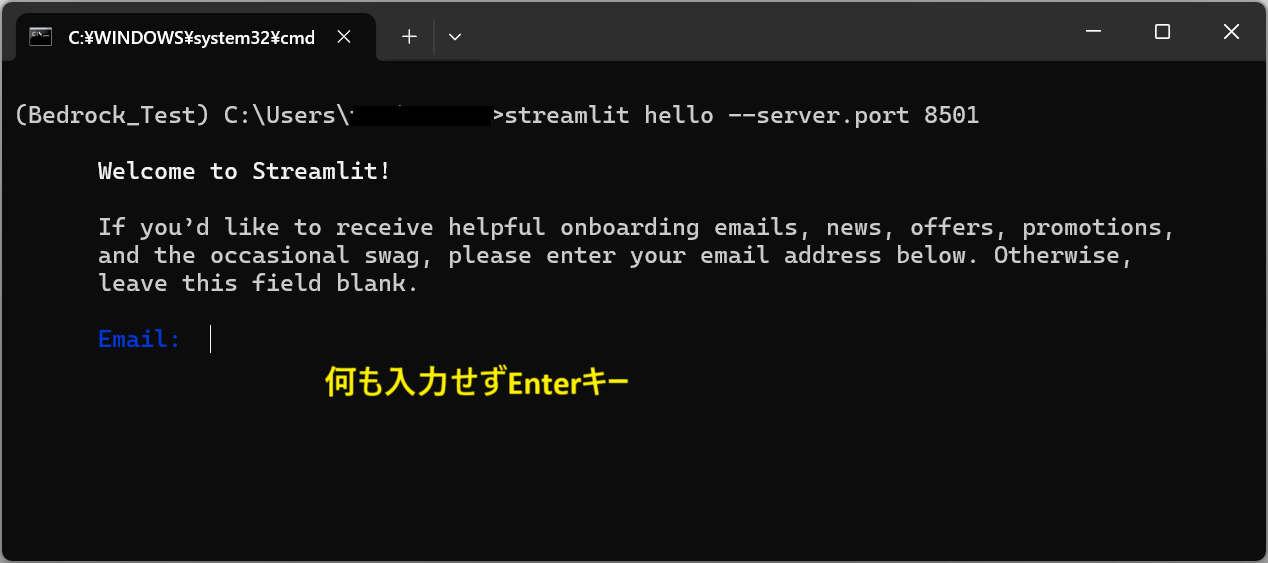 C:¥WINDOWS¥system32¥cmd
(Bedrock_Test) C:\Users\ >streamlit hello --server.port 8501
Welcome to Streamlit!
If you’d like to receive helpful onboarding emails, news, offers, promotions,
and the occasional swag, please enter your email address below. Otherwise,
leave this field blank.
Email:
何も入力せずEnterキー